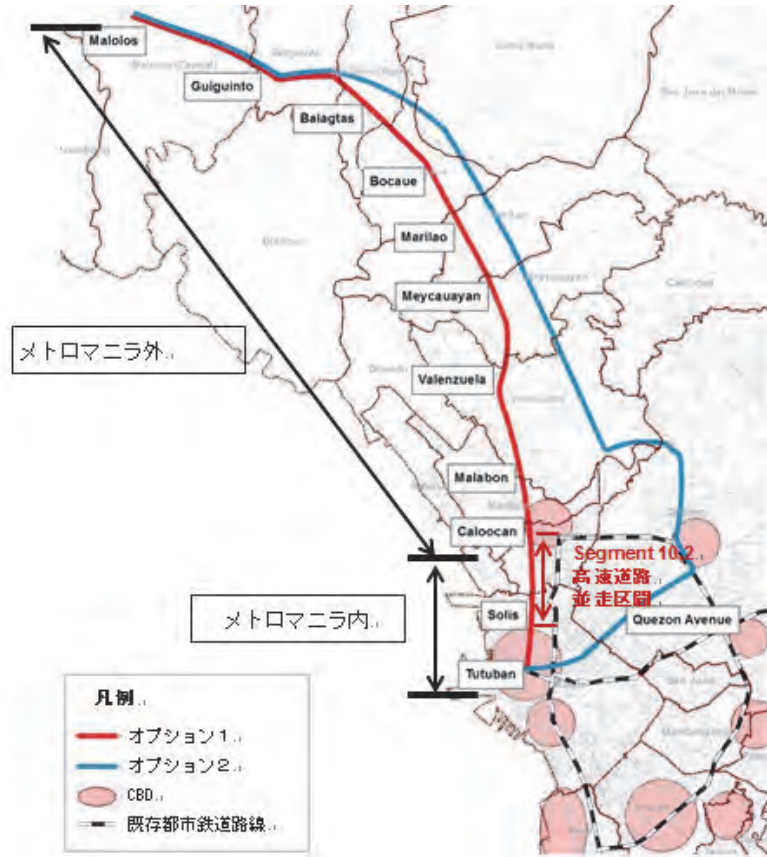 Malolos
Guiguinto
Balagtas
Bocaue
Marilao
Meycauayan
メトロマニラ外
Valenzuela
Malabon
Caloocan
Segment 10.2
高速道路
並走区間
メトロマニラ内
Solis
Quezon Avenue
Tutuban
凡例
オプション1
オプション2
CBD
既存都市鉄道路線